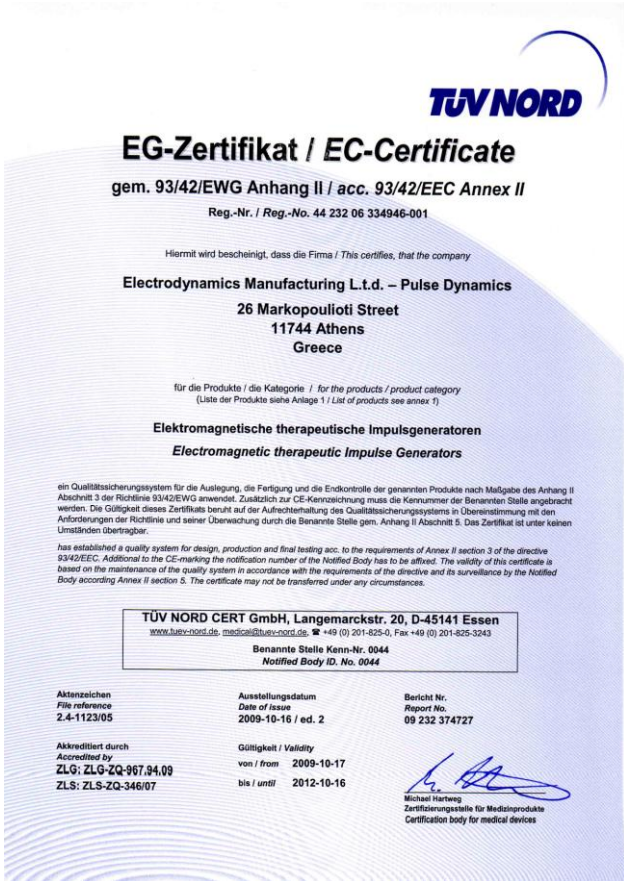 TÜV NORD
EG-Zertifikat / EC-Certificate
gem. 93/42/EWG Anhang II / acc. 93/42/EEC Annex II
Reg.-Nr. / Reg.-No. 44 232 06 334946-001
Hiermit wird bescheinigt, dass die Firma / This certifies, that the company
Electrodynamics Manufacturing L.t.d. – Pulse Dynamics
26 Markopoulioti Street
11744 Athens
Greece
für die Produkte / die Kategorie / for the products / product category
(Liste der Produkte siehe Anlage 1 / List of products see annex 1)
Elektromagnetische therapeutische Impulsgeneratoren
Electromagnetic therapeutic Impulse Generators
ein Qualitätssicherungssystem für die Auslegung, die Fertigung und die Endkontrolle der genannten Produkte nach Maßgabe des Anhang II
Abschnitt 3 der Richtlinie 93/42/EWG anwendet. Zusätzlich zur CE-Kennzeichnung muss die Kennummer der Benannten Stelle angebracht
werden. Die Gültigkeit dieses Zertifikats beruht auf der Aufrechterhaltung des Qualitätssicherungssystems in Übereinstimmung mit den
Anforderungen der Richtlinie und seiner Überwachung durch die Benannte Stelle gem. Anhang II Abschnitt 5. Das Zertifikat ist unter keinen
Umständen übertragbar.
has established a quality system for design, production and final testing acc. to the requirements of Annex II section 3 of the directive
93/42/EEC. Additional to the CE-marking the notification number of the Notified Body has to be affixed. The validity of this certificate is
based on the maintenance of the quality system in accordance with the requirements of the directive and its surveillance by the Notified
Body according Annex II section 5. The certificate may not be transferred under any circumstances.
TÜV NORD CERT GmbH, Langemarckstr. 20, D-45141 Essen
www.tuev-nord.de, medical@tuev-nord.de, ☎ +49 (0) 201-825-0, Fax +49 (0) 201-825-3243
Benannte Stelle Kenn-Nr. 0044
Notified Body ID. No. 0044
Aktenzeichen
File reference
2.4-1123/05
Ausstellungsdatum
Date of issue
2009-10-16 / ed. 2
Bericht Nr.
Report No.
09 232 374727
Akkreditiert durch
Accredited by
ZLG: ZLG-ZQ-967.94.09
ZLS: ZLS-ZQ-346/07
Gültigkeit / Validity
von / from 2009-10-17
bis / until 2012-10-16
Michael Hartweg
Zertifizierungsstelle für Medizinprodukte
Certification body for medical devices